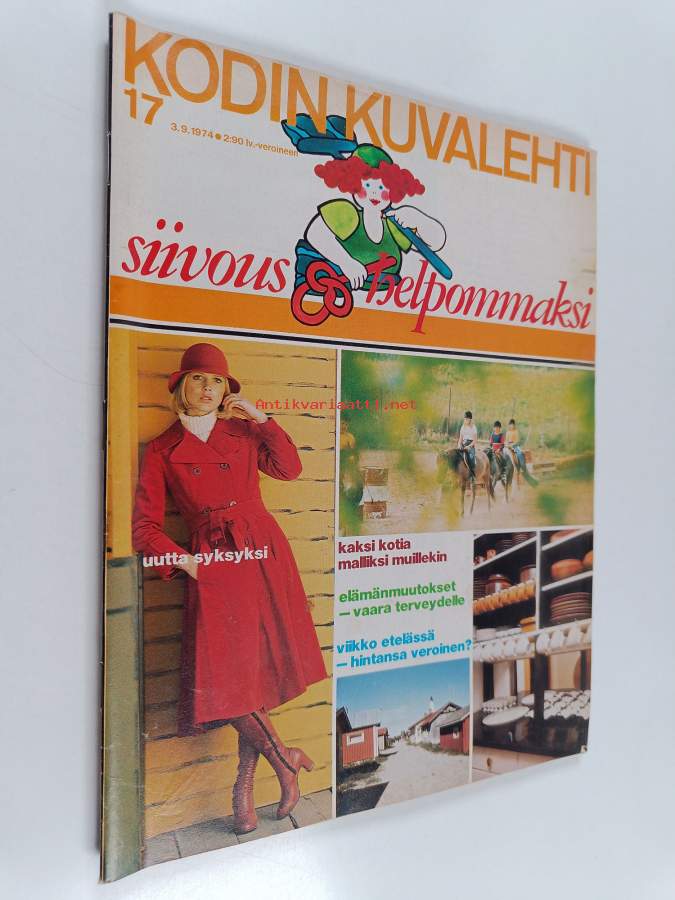 KODIN KUVALEHTI
17
3.9.1974 ● 2:90 lv.-veroineen
siivous helpommaksi
Antikvariaatti.net
uutta syksyksi
kaksi kotia
malliksi muillekin
elämänmuutokset
— vaara terveydelle
viikko etelässä
— hintansa veroinen?